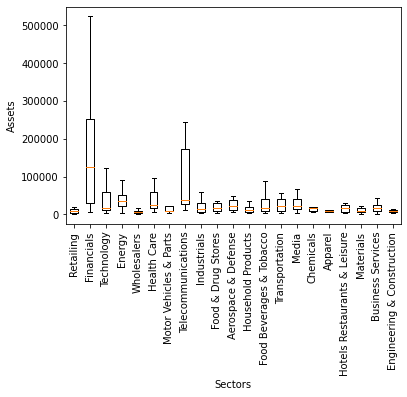 500000
400000
300000
200000
100000
0
Assets
Retailing
Financials
Technology
Energy
Wholesalers
Health Care
Motor Vehicles & Parts
Telecommunications
Industrials
Food & Drug Stores
Aerospace & Defense
Household Products
Food Beverages & Tobacco
Transportation
Media
Chemicals
Apparel
Hotels Restaurants & Leisure
Materials
Business Services
Engineering & Construction
Sectors